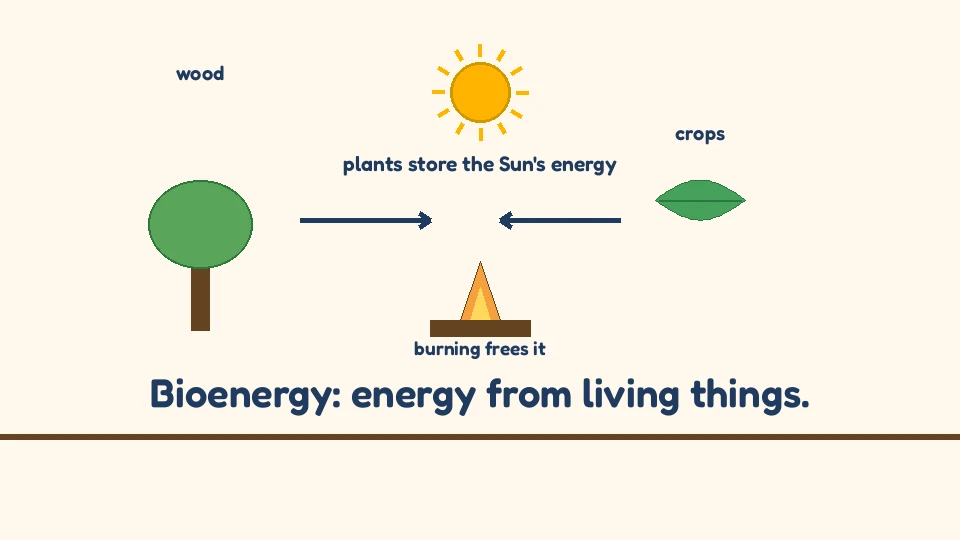 wood
crops
plants store the Sun's energy
burning frees it
Bioenergy: energy from living things.